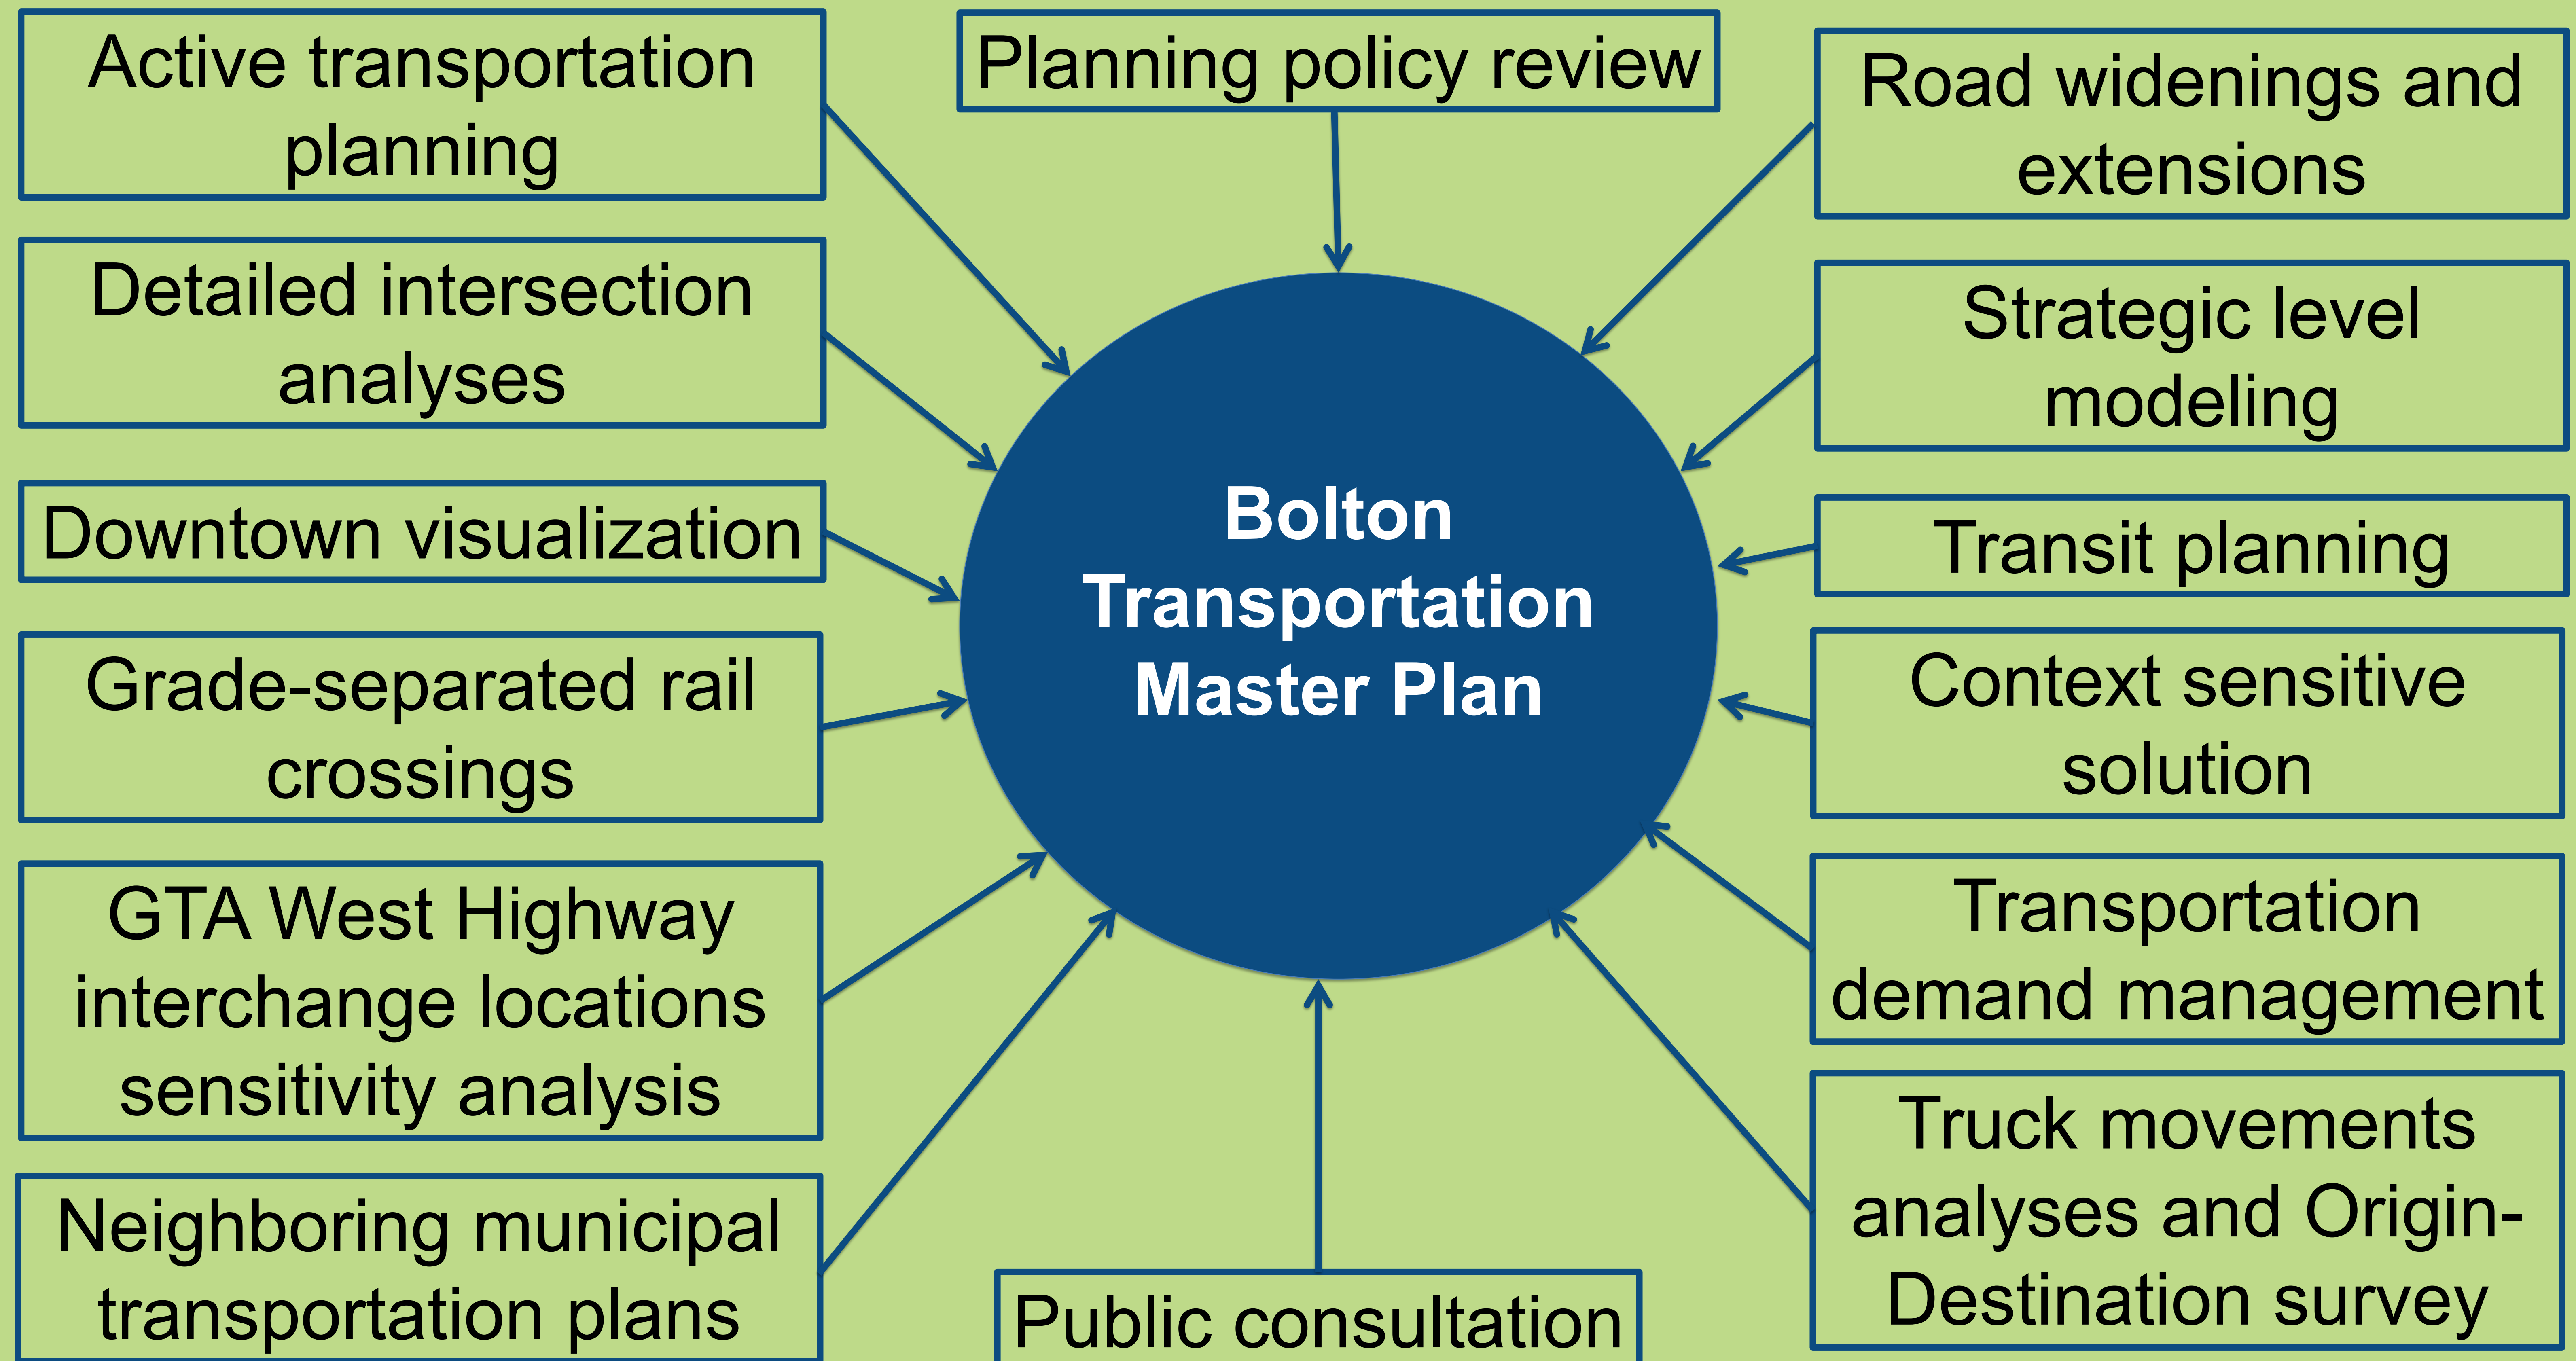 Active transportation
planning
Detailed intersection
analyses
Downtown visualization
Grade-separated rail
crossings
GTA West Highway
interchange locations
sensitivity analysis
Neighboring municipal
transportation plans
Planning policy review
Bolton
Transportation
Master Plan
Public consultation
Road widenings and
extensions
Strategic level
modeling
Transit planning
Context sensitive
solution
Transportation
demand management
Truck movements
analyses and Origin-
Destination survey